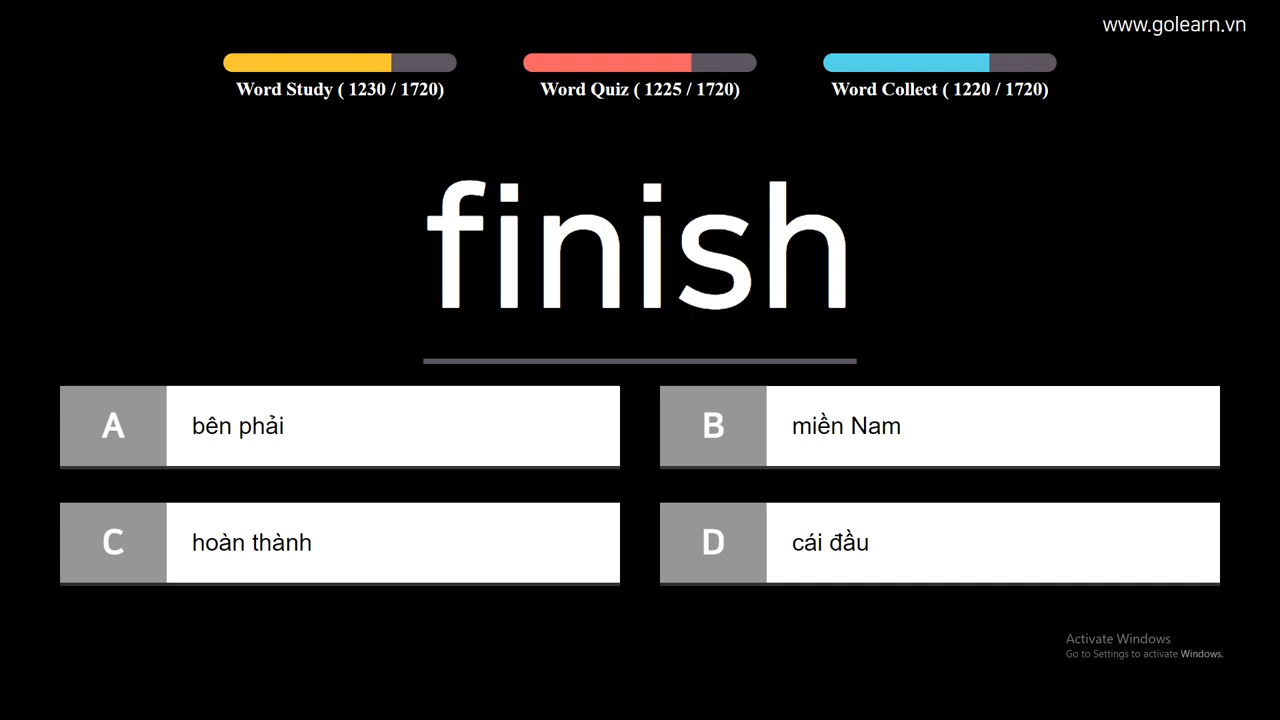 www.golearn.vn
Word Study ( 1230 / 1720)
Word Quiz ( 1225 / 1720)
Word Collect ( 1220 / 1720)
finish
A bên phải
B miền Nam
C hoàn thành
D cái đầu
Activate Windows
Go to Settings to activate Windows.